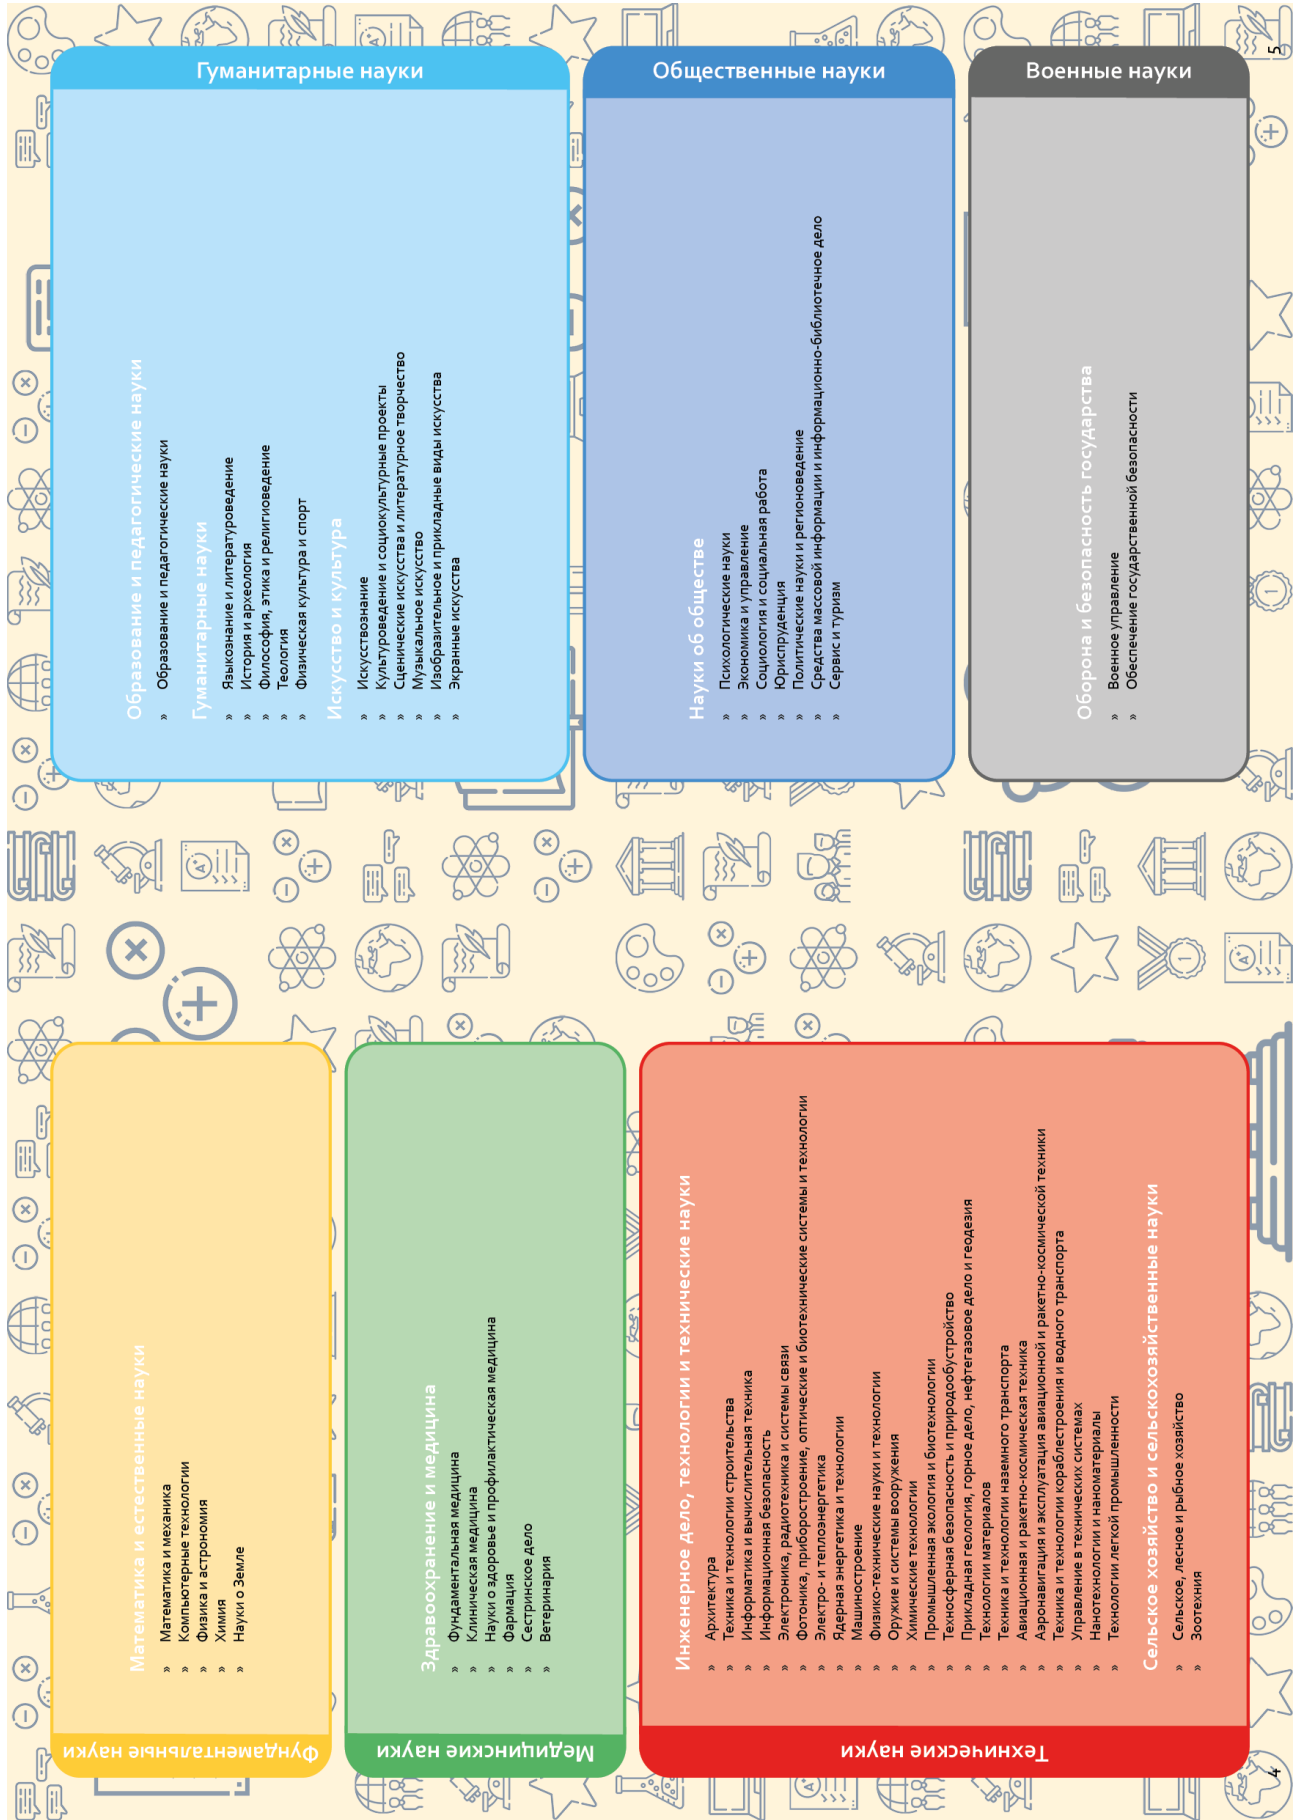 Фундаментальные науки
Математика и естественные науки
» Математика и механика
» Компьютерные технологии
» Физика и астрономия
» Химия
» Науки о Земле
Медицинские науки
Здравоохранение и медицина
» Фундаментальная медицина
» Клиническая медицина
» Науки о здоровье и профилактическая медицина
» Фармация
» Сестринское дело
» Ветеринария
Технические науки
Инженерное дело, технологии и технические науки
» Архитектура
» Техника и технологии строительства
» Информатика и вычислительная техника
» Информационная безопасность
» Электроника, радиотехника и системы связи
» Фотоника, приборостроение, оптические и биотехнические системы и технологии
» Электро- и теплоэнергетика
» Ядерная энергетика и технологии
» Машиностроение
» Физико-технические науки и технологии
» Оружие и системы вооружения
» Химические технологии
» Промышленная экология и биотехнологии
» Техносферная безопасность и природообустройство
» Прикладная геология, горное дело, нефтегазовое дело и геодезия
» Технологии материалов
» Техника и технологии наземного транспорта
» Авиационная и ракетно-космическая техника
» Аэронавигация и эксплуатация авиационной и ракетно-космической техники
» Техника и технологии кораблестроения и водного транспорта
» Управление в технических системах
» Нанотехнологии и наноматериалы
» Технологии легкой промышленности
Сельское хозяйство и сельскохозяйственные науки
» Сельское, лесное и рыбное хозяйство
» Зоотехния
4
Гуманитарные науки
Образование и педагогические науки
» Образование и педагогические науки
Гуманитарные науки
» Языкознание и литературоведение
» История и археология
» Философия, этика и религиоведение
» Теология
» Физическая культура и спорт
Искусство и культура
» Искусствознание
» Культуроведение и социокультурные проекты
» Сценические искусства и литературное творчество
» Музыкальное искусство
» Изобразительное и прикладные виды искусства
» Экранные искусства
Общественные науки
Науки об обществе
» Психологические науки
» Экономика и управление
» Социология и социальная работа
» Юриспруденция
» Политические науки и регионоведение
» Средства массовой информации и информационно-библиотечное дело
» Сервис и туризм
Военные науки
Оборона и безопасность государства
» Военное управление
» Обеспечение государственной безопасности
5